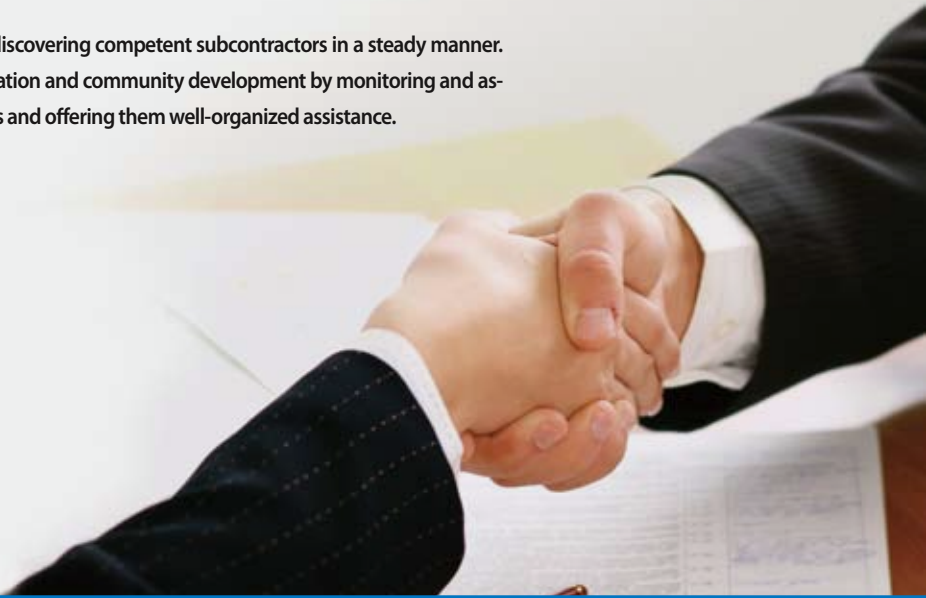 discovering competent subcontractors in a steady manner.
ation and community development by monitoring and as-
s and offering them well-organized assistance.